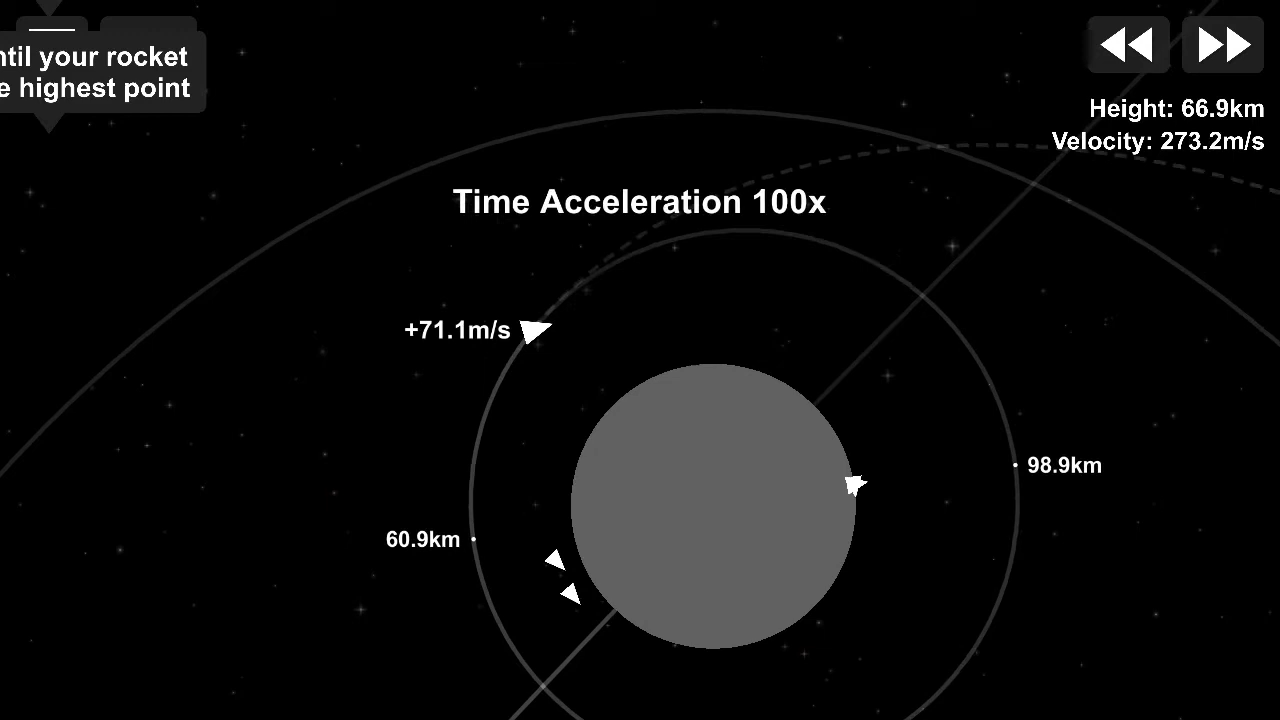 ntil your rocket
e highest point
Height: 66.9km
Velocity: 273.2m/s
Time Acceleration 100x
+71.1m/s
98.9km
60.9km